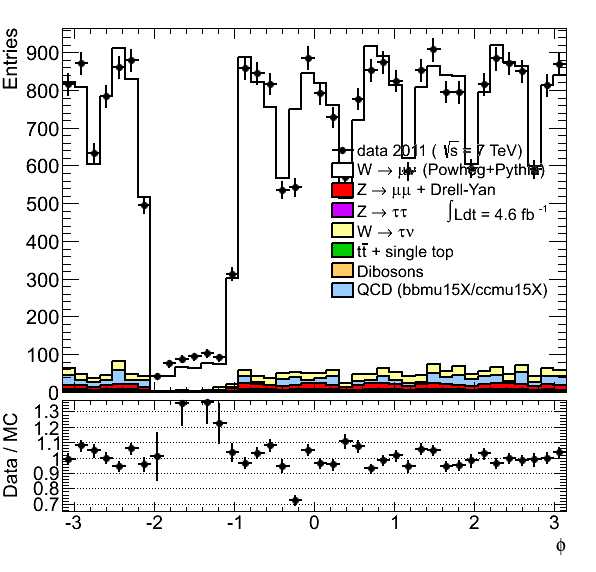 Entries
900
800
700
600
500
400
300
200
100
0
data 2011 ( √s = 7 TeV)
W → μν (Powheg+Pythia)
Z → μμ + Drell-Yan
Z → ττ
∫Ldt = 4.6 fb⁻¹
W → τν
tt̅ + single top
Dibosons
QCD (bbmu15X/ccmu15X)
Data / MC
1.3
1.2
1.1
1
0.9
0.8
0.7
-3 -2 -1 0 1 2 3
ϕ